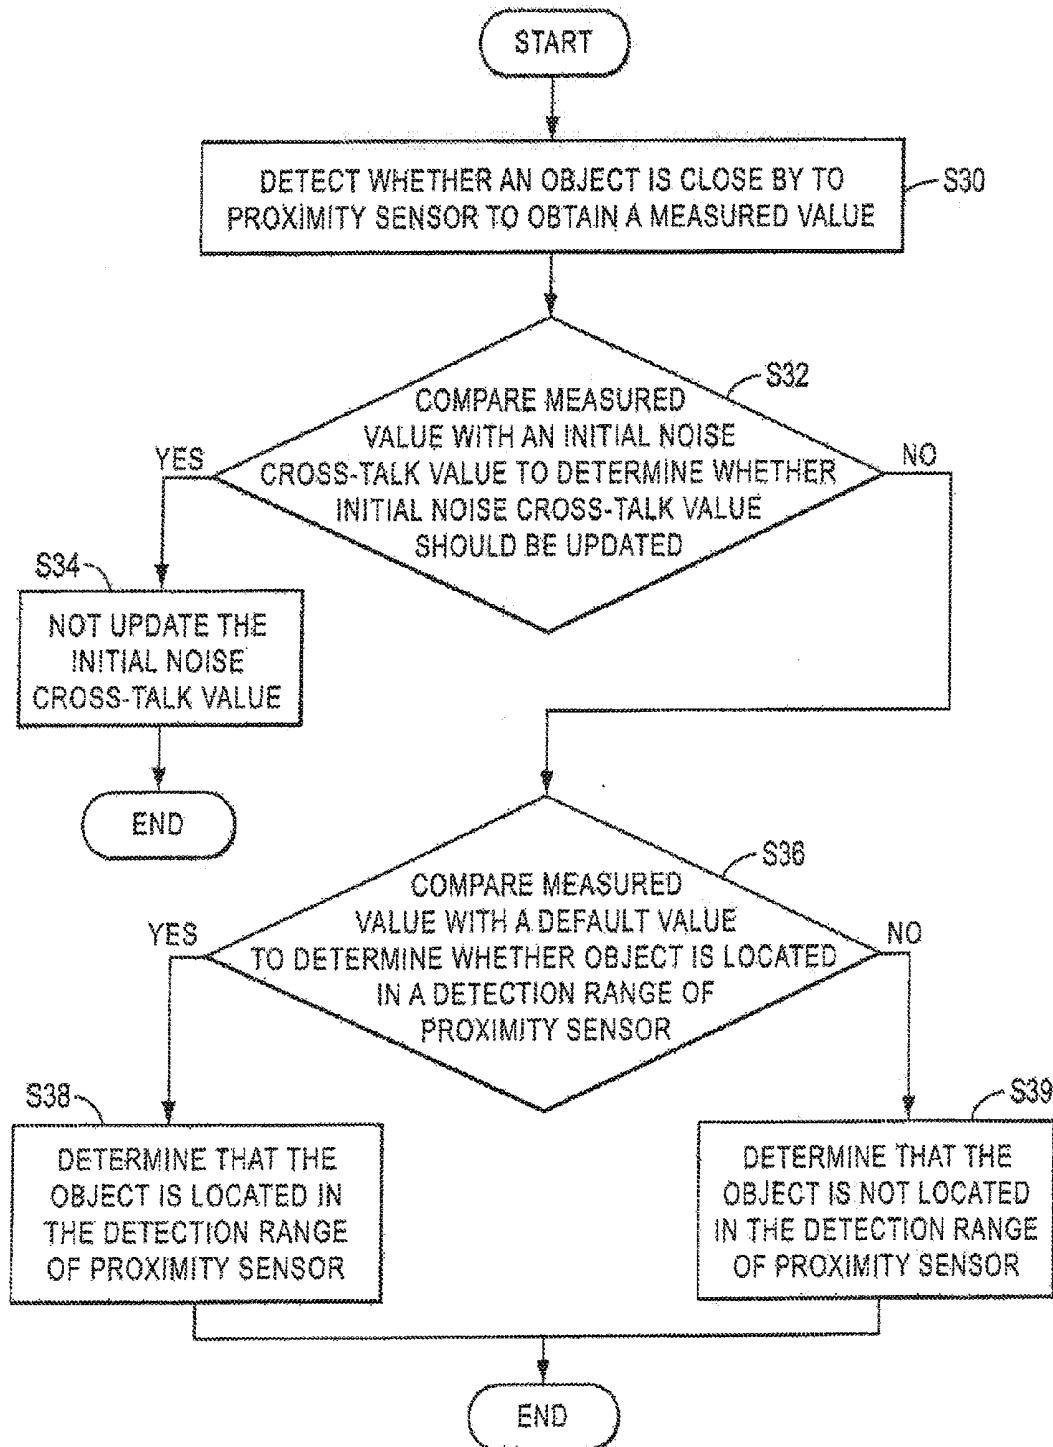 START
DETECT WHETHER AN OBJECT IS CLOSE BY TO
PROXIMITY SENSOR TO OBTAIN A MEASURED VALUE
S30
S32
COMPARE MEASURED
VALUE WITH AN INITIAL NOISE
CROSS-TALK VALUE TO DETERMINE WHETHER
INITIAL NOISE CROSS-TALK VALUE
SHOULD BE UPDATED
YES
NO
S34
NOT UPDATE THE
INITIAL NOISE
CROSS-TALK VALUE
END
S36
COMPARE MEASURED
VALUE WITH A DEFAULT VALUE
TO DETERMINE WHETHER OBJECT IS LOCATED
IN A DETECTION RANGE OF
PROXIMITY SENSOR
YES
NO
S38
DETERMINE THAT THE
OBJECT IS LOCATED IN
THE DETECTION RANGE
OF PROXIMITY SENSOR
S39
DETERMINE THAT THE
OBJECT IS NOT LOCATED
IN THE DETECTION RANGE
OF PROXIMITY SENSOR
END